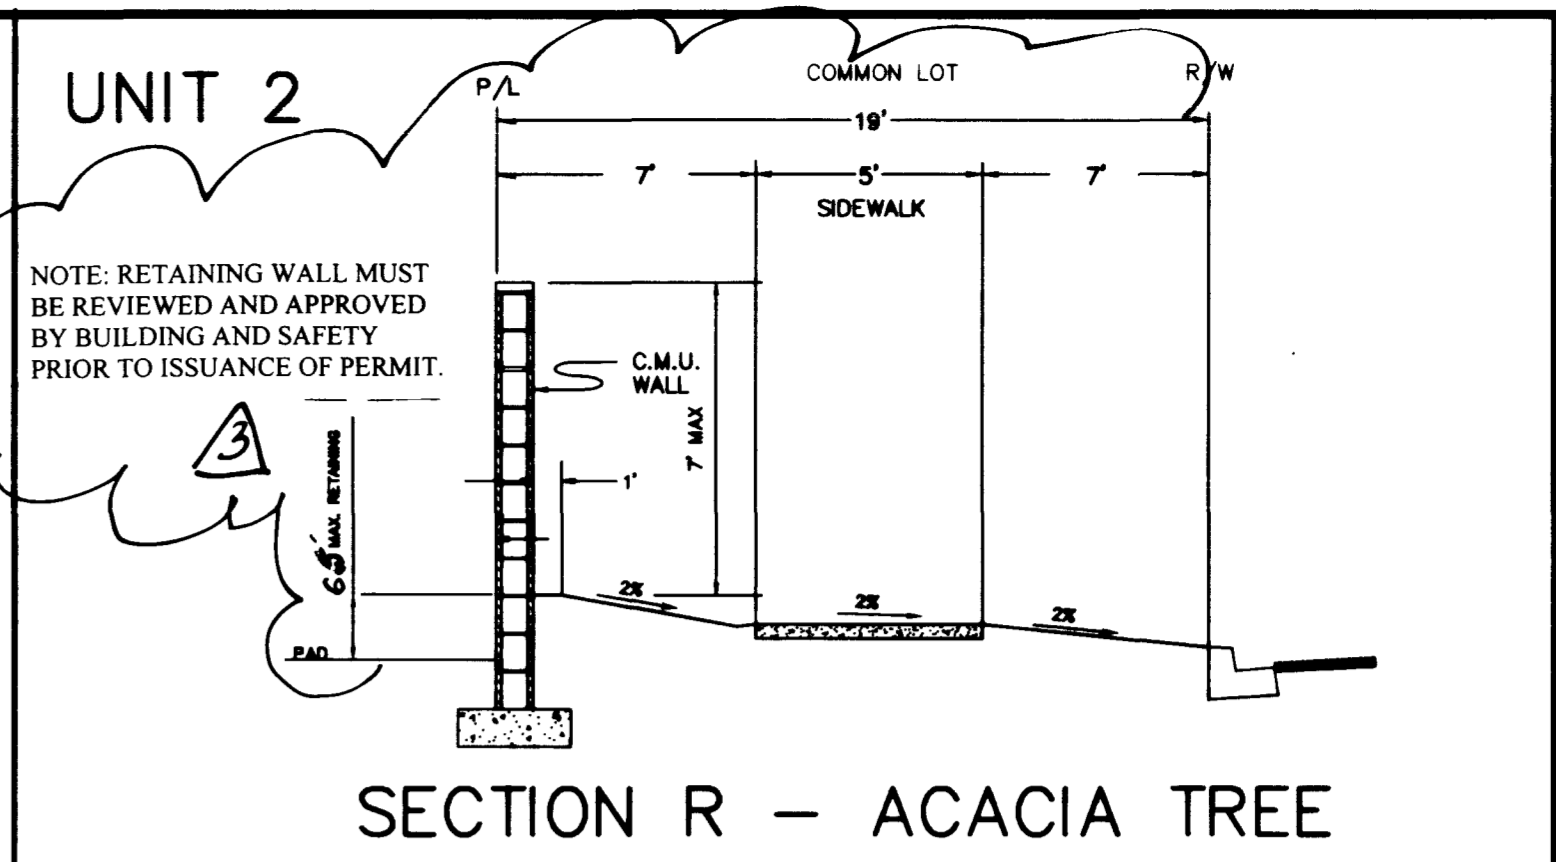 UNIT 2
P/L
COMMON LOT
R/W
19'
7'
5'
7'
SIDEWALK
NOTE: RETAINING WALL MUST
BE REVIEWED AND APPROVED
BY BUILDING AND SAFETY
PRIOR TO ISSUANCE OF PERMIT.
C.M.U.
WALL
3
7' MAX
1'
MAX. RETAINING
2%
2%
2%
PAD
SECTION R – ACACIA TREE